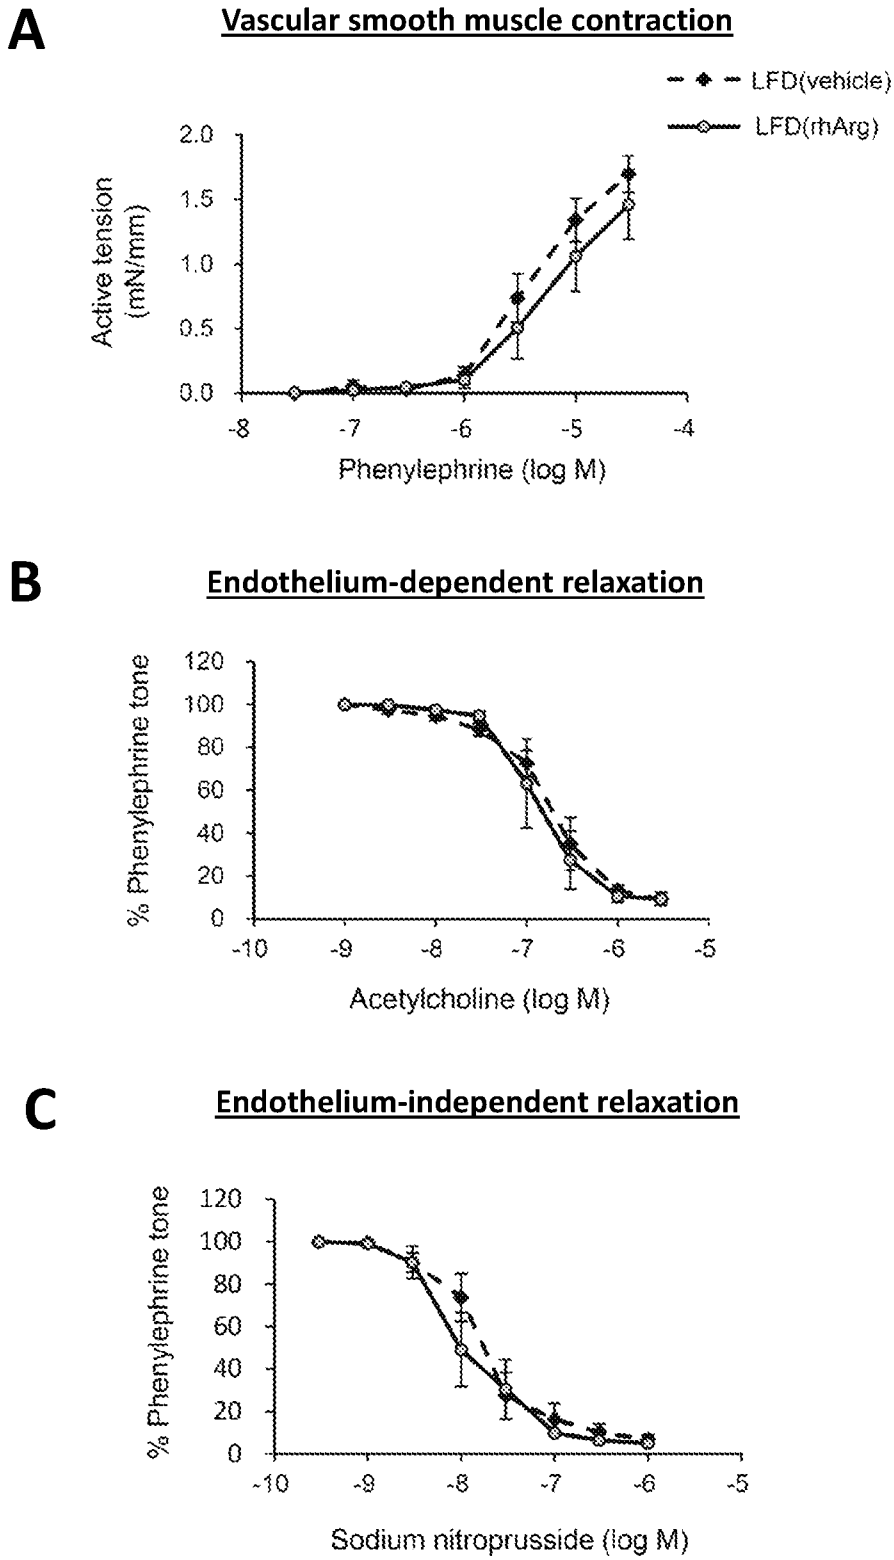 A
Vascular smooth muscle contraction
LFD(vehicle)
LFD(rhArg)
Active tension
(mN/mm)
2.0
1.5
1.0
0.5
0.0
-8 -7 -6 -5 -4
Phenylephrine (log M)
B
Endothelium-dependent relaxation
% Phenylephrine tone
120
100
80
60
40
20
0
-10 -9 -8 -7 -6 -5
Acetylcholine (log M)
C
Endothelium-independent relaxation
% Phenylephrine tone
120
100
80
60
40
20
0
-10 -9 -8 -7 -6 -5
Sodium nitroprusside (log M)